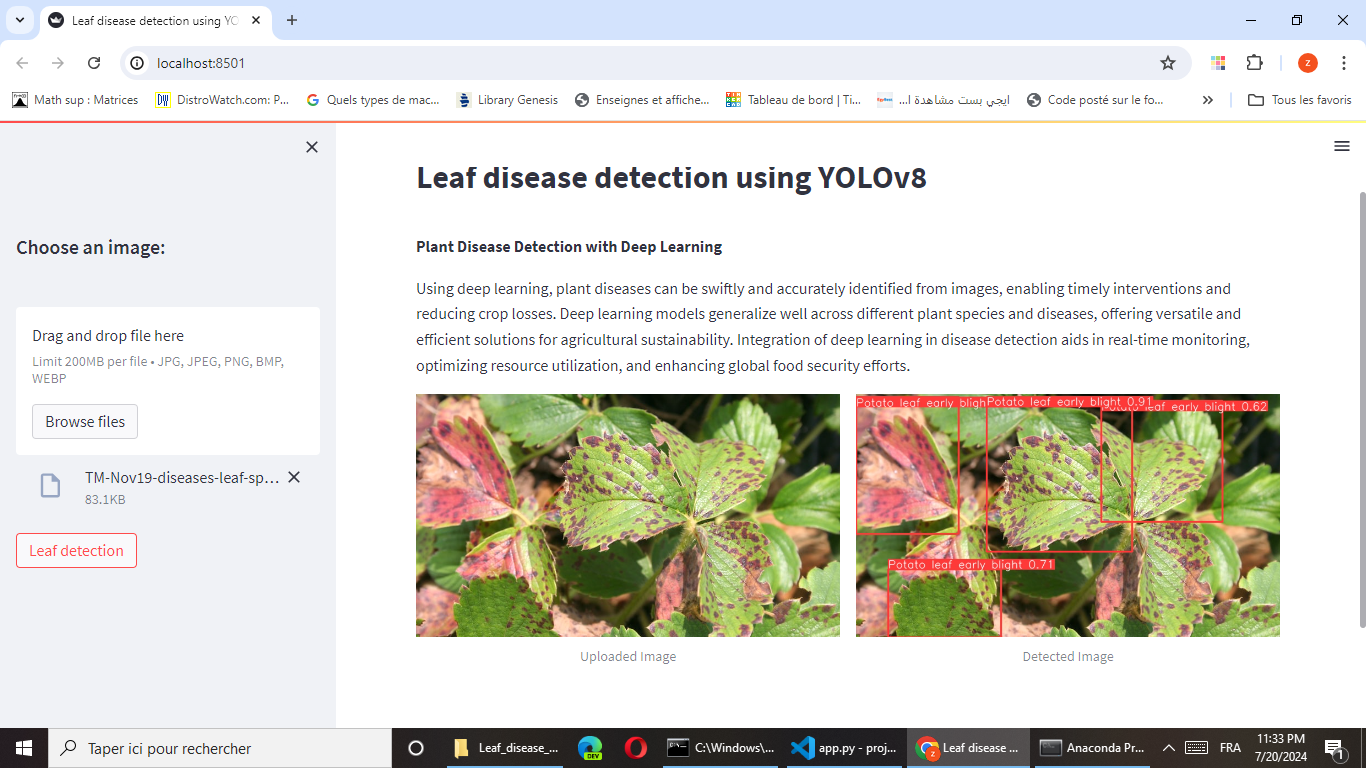 Leaf disease detection using YO
localhost:8501
z
Math sup : Matrices
DistroWatch.com: P...
Quels types de mac...
Library Genesis
Enseignes et affiche...
Tableau de bord | Ti...
ايجي بست مشاهدة ا...
Code posté sur le fo...
Tous les favoris
Choose an image:
Drag and drop file here
Limit 200MB per file • JPG, JPEG, PNG, BMP,
WEBP
Browse files
TM-Nov19-diseases-leaf-sp...
83.1KB
Leaf detection
Leaf disease detection using YOLOv8
Plant Disease Detection with Deep Learning
Using deep learning, plant diseases can be swiftly and accurately identified from images, enabling timely interventions and
reducing crop losses. Deep learning models generalize well across different plant species and diseases, offering versatile and
efficient solutions for agricultural sustainability. Integration of deep learning in disease detection aids in real-time monitoring,
optimizing resource utilization, and enhancing global food security efforts.
Potato leaf early bligh
Potato leaf early blight 0.91
leaf early blight 0.62
Potato leaf early blight 0.71
Uploaded Image
Detected Image
Taper ici pour rechercher
Leaf_disease_...
DEV
C:\Windows\...
app.py - proj...
Leaf disease ...
Anaconda Pr...
FRA
11:33 PM
7/20/2024
1